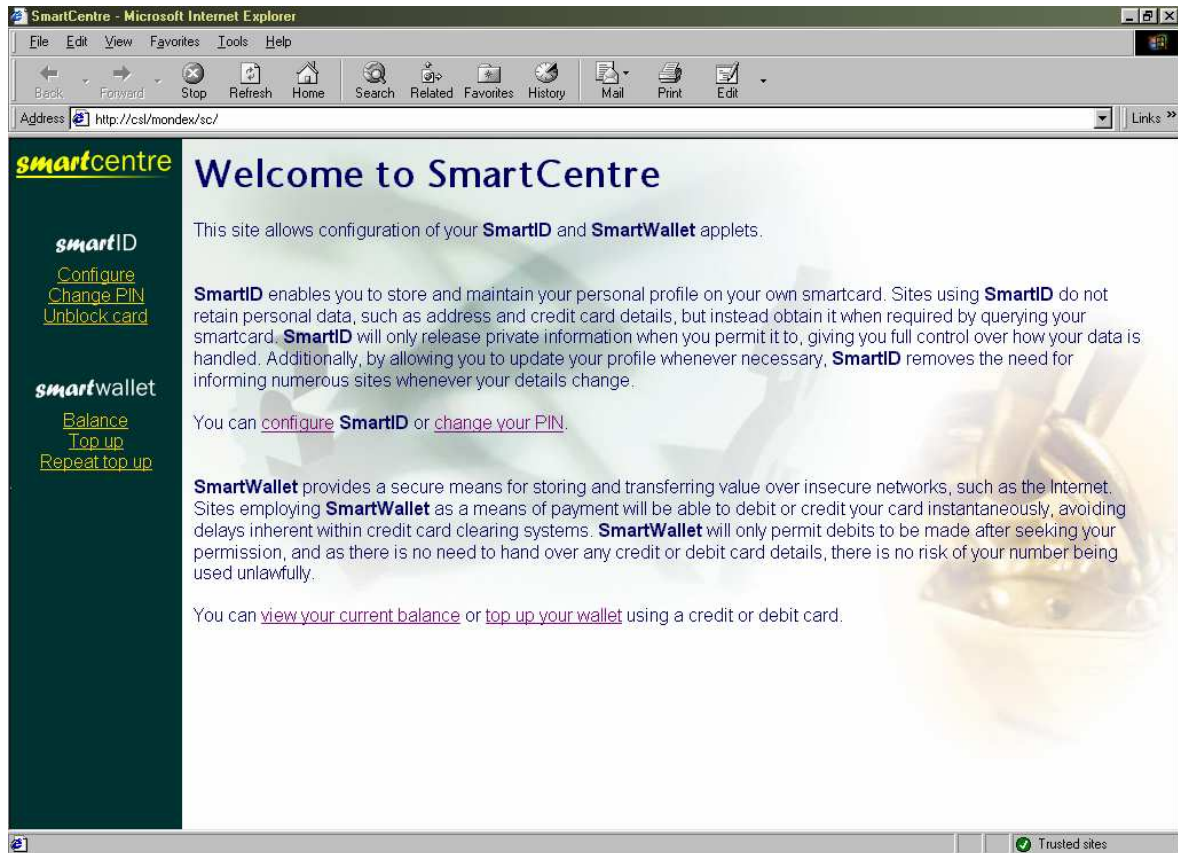 SmartCentre - Microsoft Internet Explorer
File Edit View Favorites Tools Help
Back Forward Stop Refresh Home Search Related Favorites History Mail Print Edit
Address http://csl/mondex/sc/ Links »
smartcentre
smartID
Configure
Change PIN
Unblock card
smartwallet
Balance
Top up
Repeat top up
Welcome to SmartCentre
This site allows configuration of your SmartID and SmartWallet applets.
SmartID enables you to store and maintain your personal profile on your own smartcard. Sites using SmartID do not
retain personal data, such as address and credit card details, but instead obtain it when required by querying your
smartcard. SmartID will only release private information when you permit it to, giving you full control over how your data is
handled. Additionally, by allowing you to update your profile whenever necessary, SmartID removes the need for
informing numerous sites whenever your details change.
You can configure SmartID or change your PIN.
SmartWallet provides a secure means for storing and transferring value over insecure networks, such as the Internet.
Sites employing SmartWallet as a means of payment will be able to debit or credit your card instantaneously, avoiding
delays inherent within credit card clearing systems. SmartWallet will only permit debits to be made after seeking your
permission, and as there is no need to hand over any credit or debit card details, there is no risk of your number being
used unlawfully.
You can view your current balance or top up your wallet using a credit or debit card.
Trusted sites